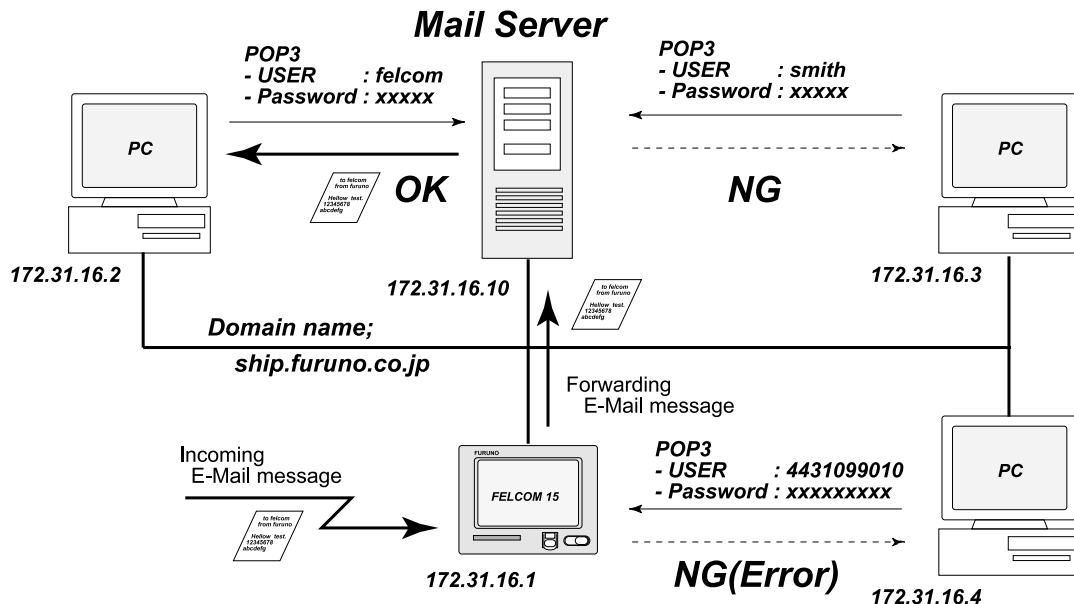 Mail Server
POP3
- USER : felcom
- Password : xxxxx
POP3
- USER : smith
- Password : xxxxx
PC
PC
OK
NG
to felcom
from furuno
Hellow test.
12345678
abcdefg
172.31.16.2
172.31.16.10
172.31.16.3
to felcom
from furuno
Hellow test.
12345678
abcdefg
Domain name;
ship.furuno.co.jp
Forwarding
E-Mail message
Incoming
E-Mail message
to felcom
from furuno
Hellow test.
12345678
abcdefg
FURUNO
FELCOM 15
172.31.16.1
POP3
- USER : 4431099010
- Password : xxxxxxxxx
PC
NG(Error)
172.31.16.4